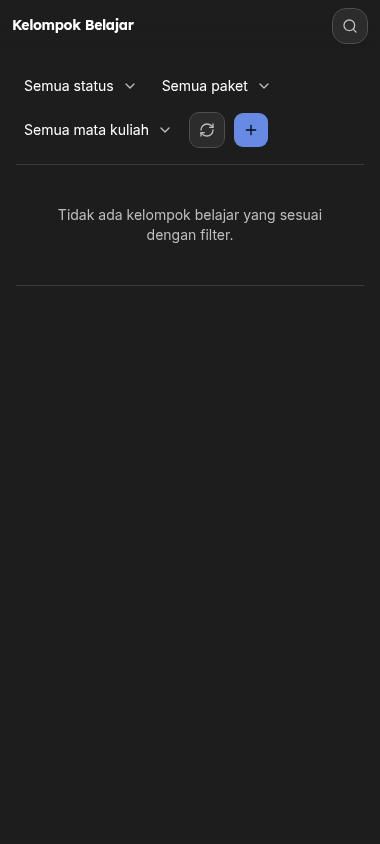 Kelompok Belajar
Semua status
Semua paket
Semua mata kuliah
Tidak ada kelompok belajar yang sesuai
dengan filter.